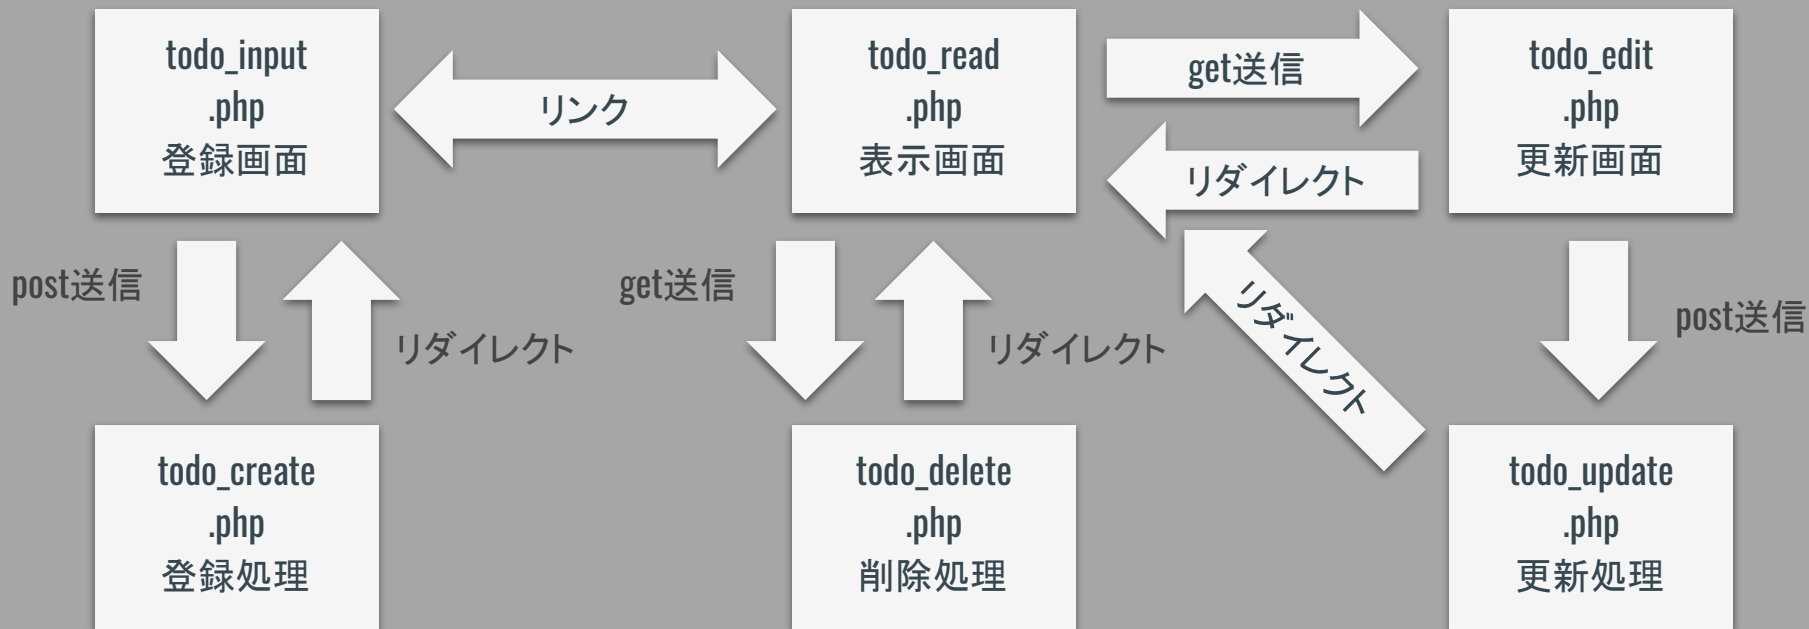 todo_input
.php
登録画面
リンク
todo_read
.php
表示画面
get送信
リダイレクト
todo_edit
.php
更新画面
post送信
リダイレクト
get送信
リダイレクト
リダイレクト
post送信
todo_create
.php
登録処理
todo_delete
.php
削除処理
todo_update
.php
更新処理